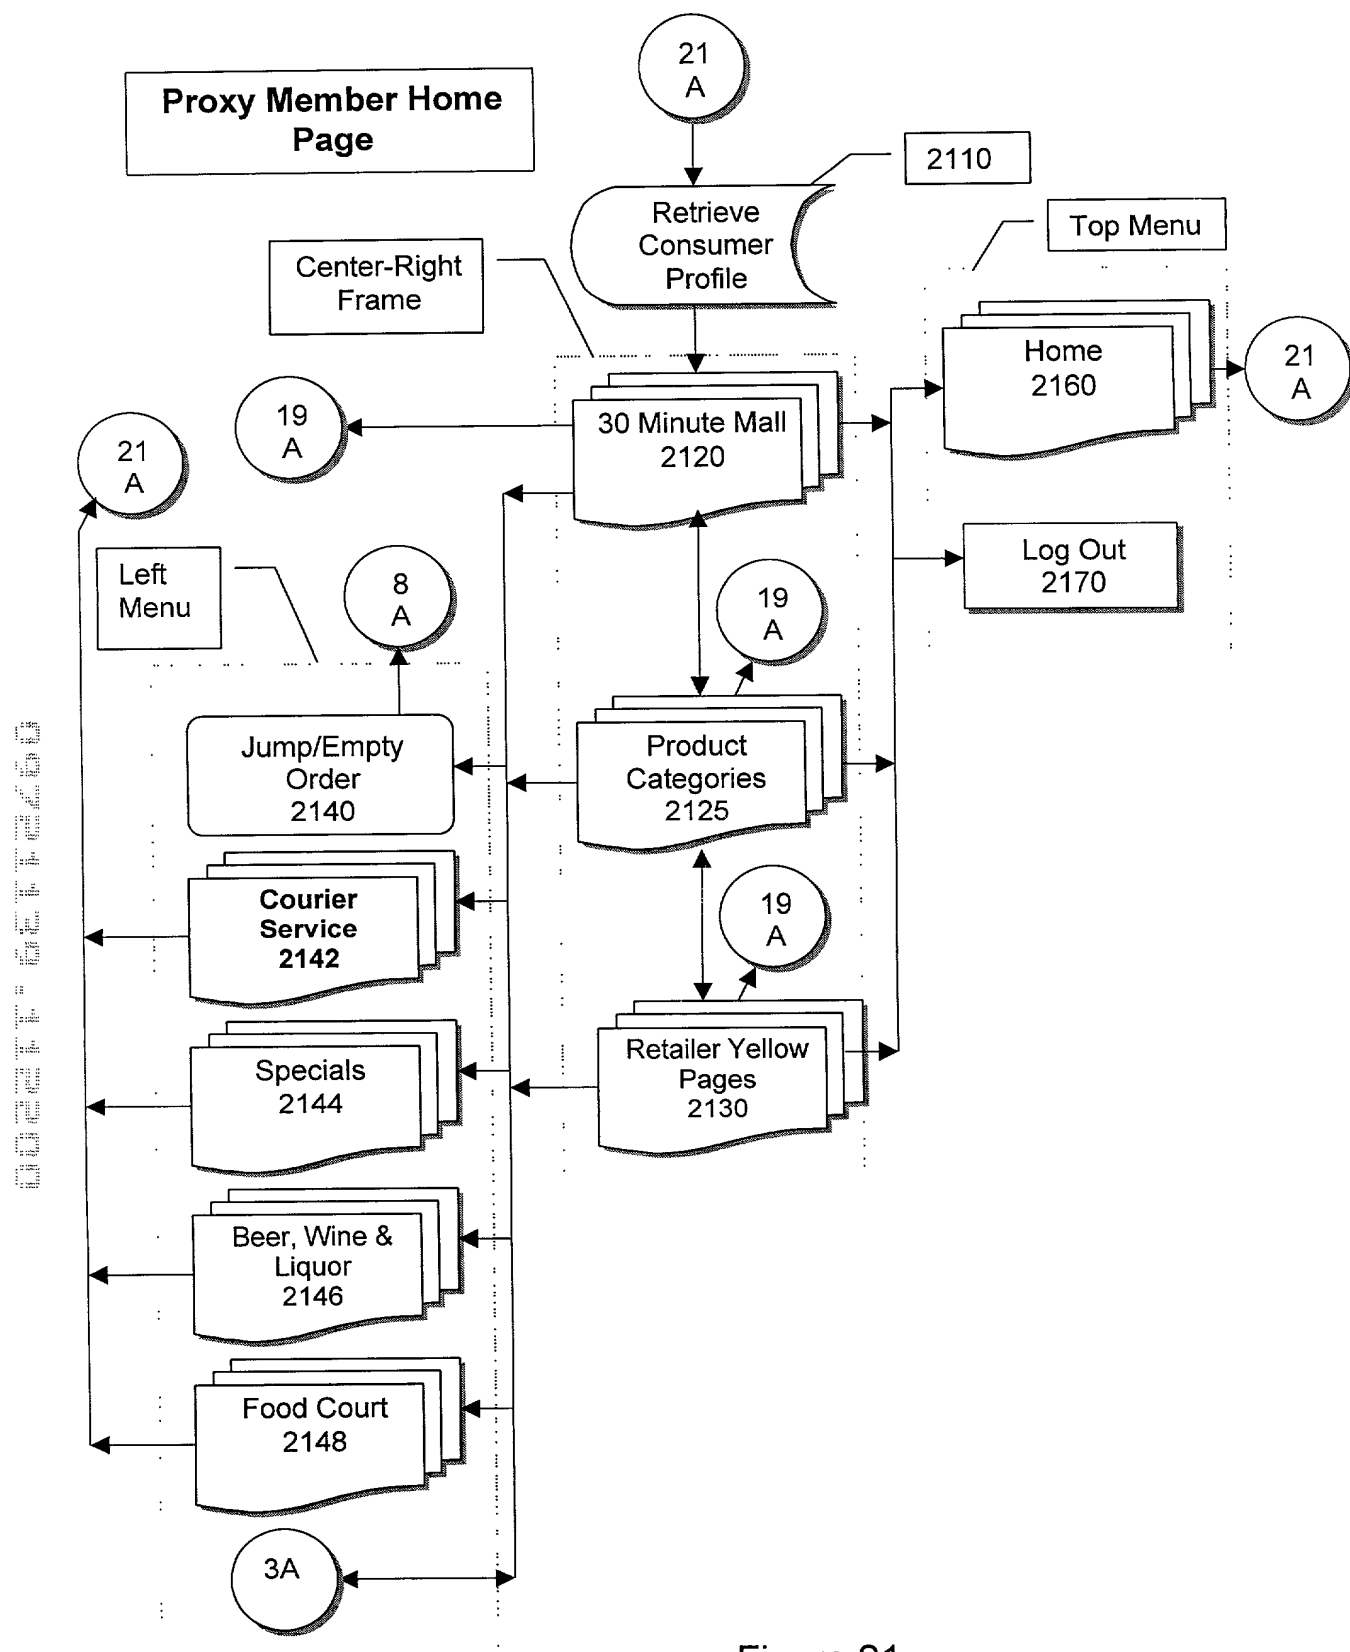 21
A
Proxy Member Home
Page
2110
Retrieve
Consumer
Profile
Top Menu
Center-Right
Frame
Home
2160
21
A
19
A
30 Minute Mall
2120
21
A
Log Out
2170
Left
Menu
8
A
19
A
Jump/Empty
Order
2140
Product
Categories
2125
Courier
Service
2142
19
A
Specials
2144
Retailer Yellow
Pages
2130
Beer, Wine &
Liquor
2146
Food Court
2148
3A
Figure 21